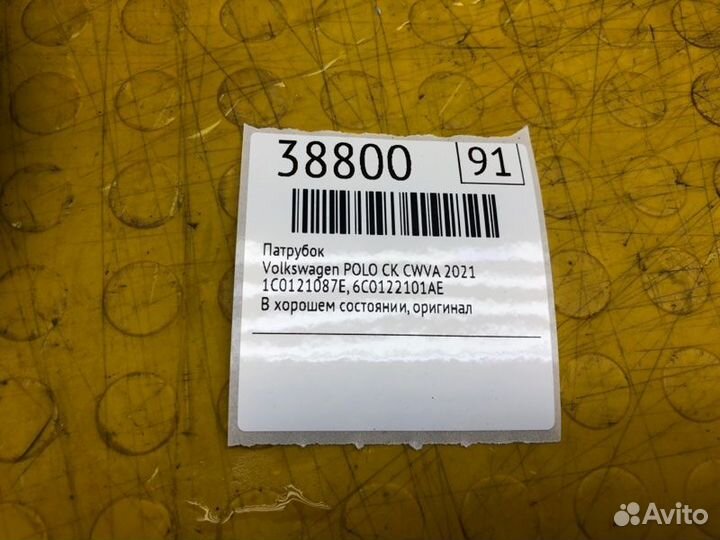 38800
91
Патрубок
Volkswagen POLO CK CWVA 2021
1C0121087E, 6C0122101AE
В хорошем состоянии, оригинал
Avito